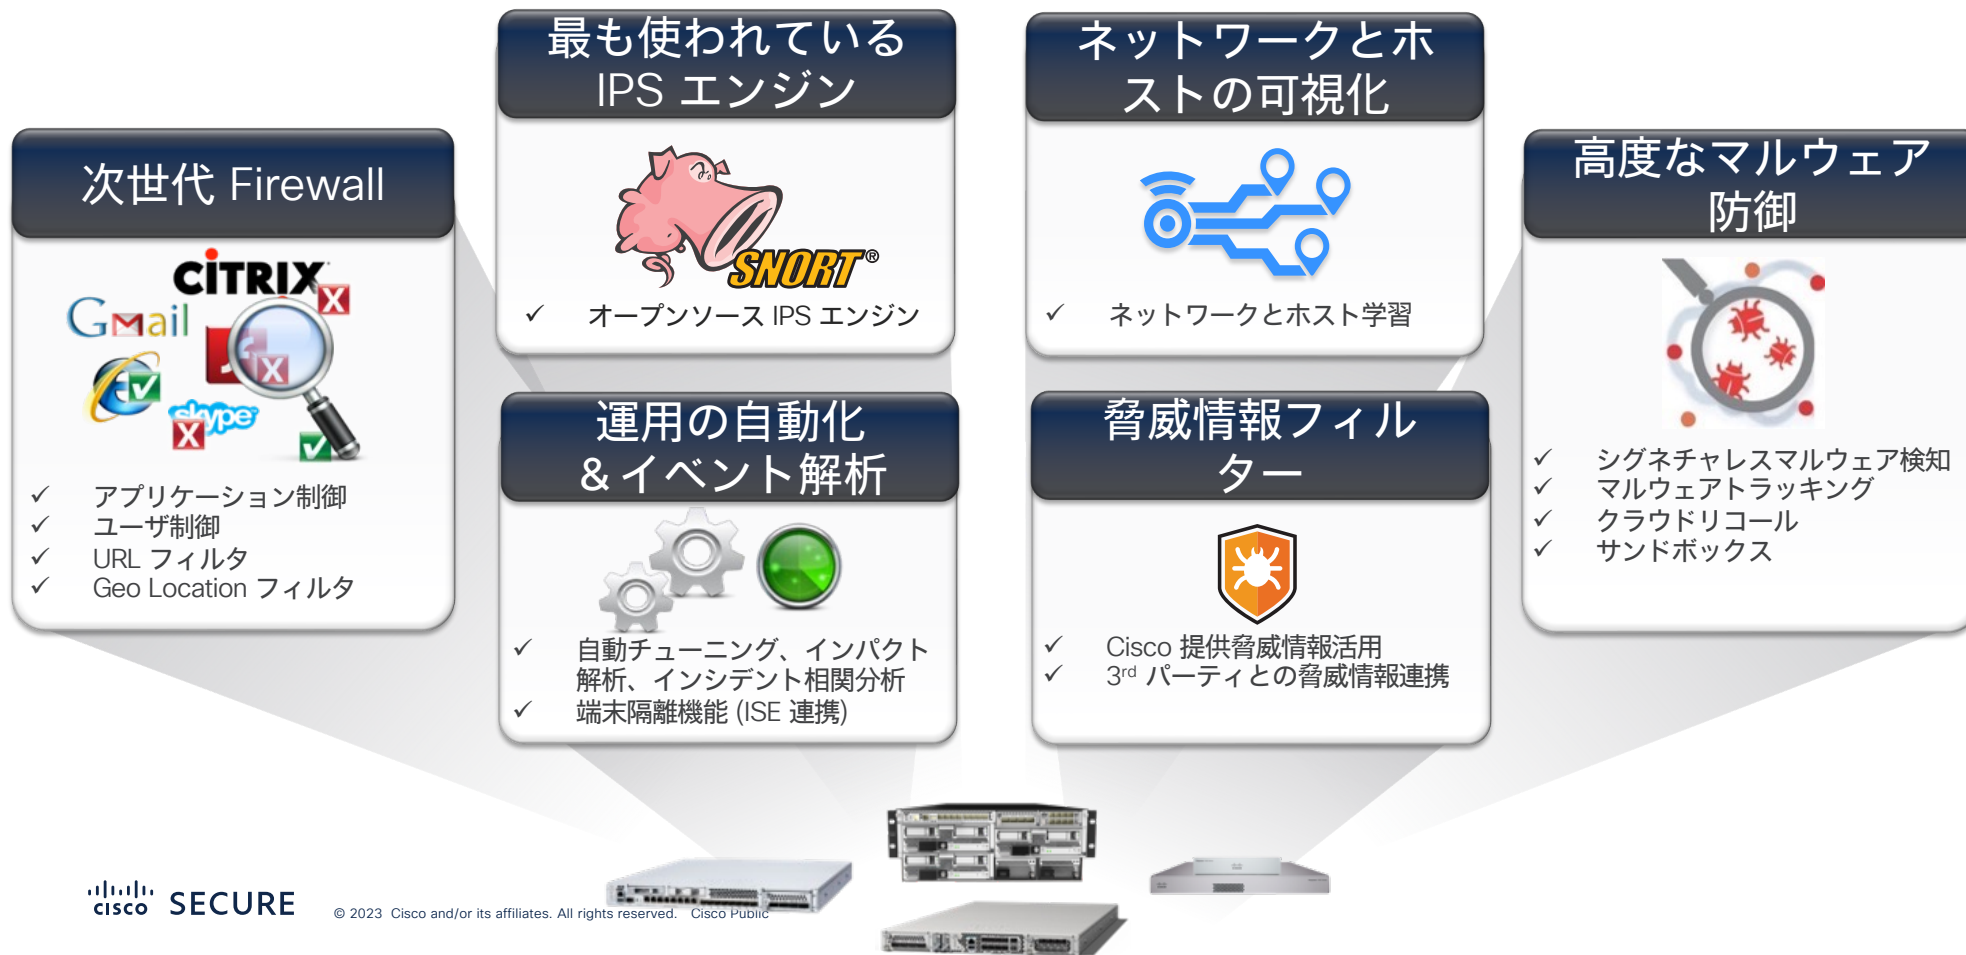 次世代 Firewall
CITRIX
Gmail
skype
✓ アプリケーション制御
✓ ユーザ制御
✓ URL フィルタ
✓ Geo Location フィルタ
最も使われている
IPS エンジン
SNORT®
✓ オープンソース IPS エンジン
ネットワークとホ
ストの可視化
✓ ネットワークとホスト学習
運用の自動化
& イベント解析
✓ 自動チューニング、インパクト
解析、インシデント相関分析
✓ 端末隔離機能 (ISE 連携)
脅威情報フィル
ター
✓ Cisco 提供脅威情報活用
✓ 3rd パーティとの脅威情報連携
高度なマルウェア
防御
✓ シグネチャレスマルウェア検知
✓ マルウェアトラッキング
✓ クラウドリコール
✓ サンドボックス
cisco SECURE
© 2023 Cisco and/or its affiliates. All rights reserved. Cisco Public